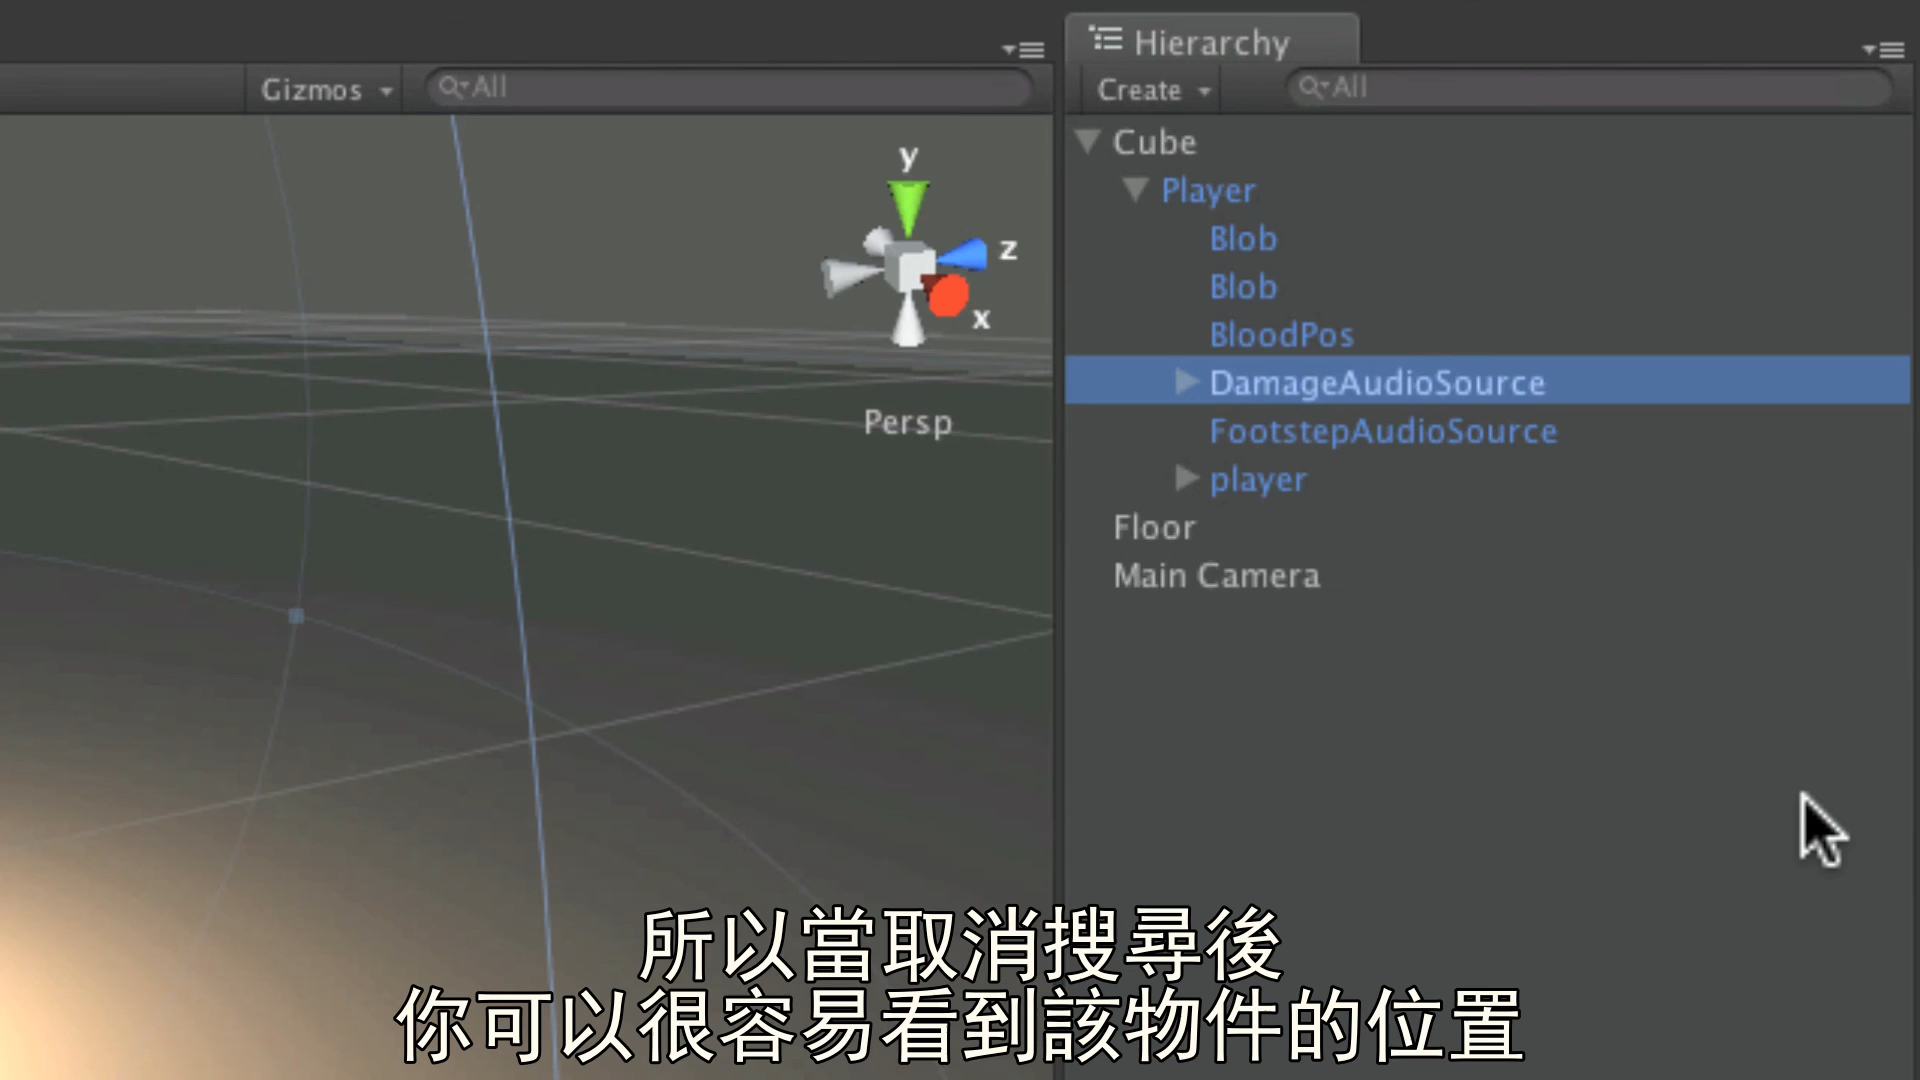 Hierarchy
Gizmos
All
Create
All
Cube
Player
Blob
Blob
BloodPos
DamageAudioSource
FootstepAudioSource
player
Floor
Main Camera
y
z
x
Persp
所以當取消搜尋後
你可以很容易看到該物件的位置